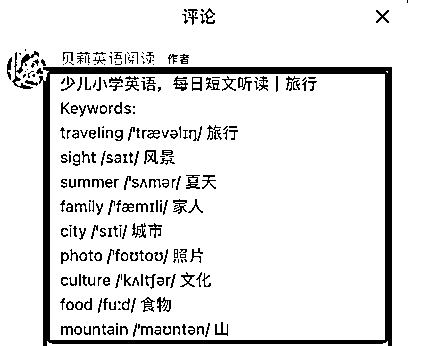 评论
贝莉英语阅读 作者
少儿小学英语，每日短文听读｜旅行
Keywords:
traveling /'trævəlɪŋ/ 旅行
sight /saɪt/ 风景
summer /'sʌmər/ 夏天
family /'fæmɪli/ 家人
city /'sɪti/ 城市
photo /'foʊtoʊ/ 照片
culture /'kʌltʃər/ 文化
food /fuːd/ 食物
mountain /'maʊntən/ 山